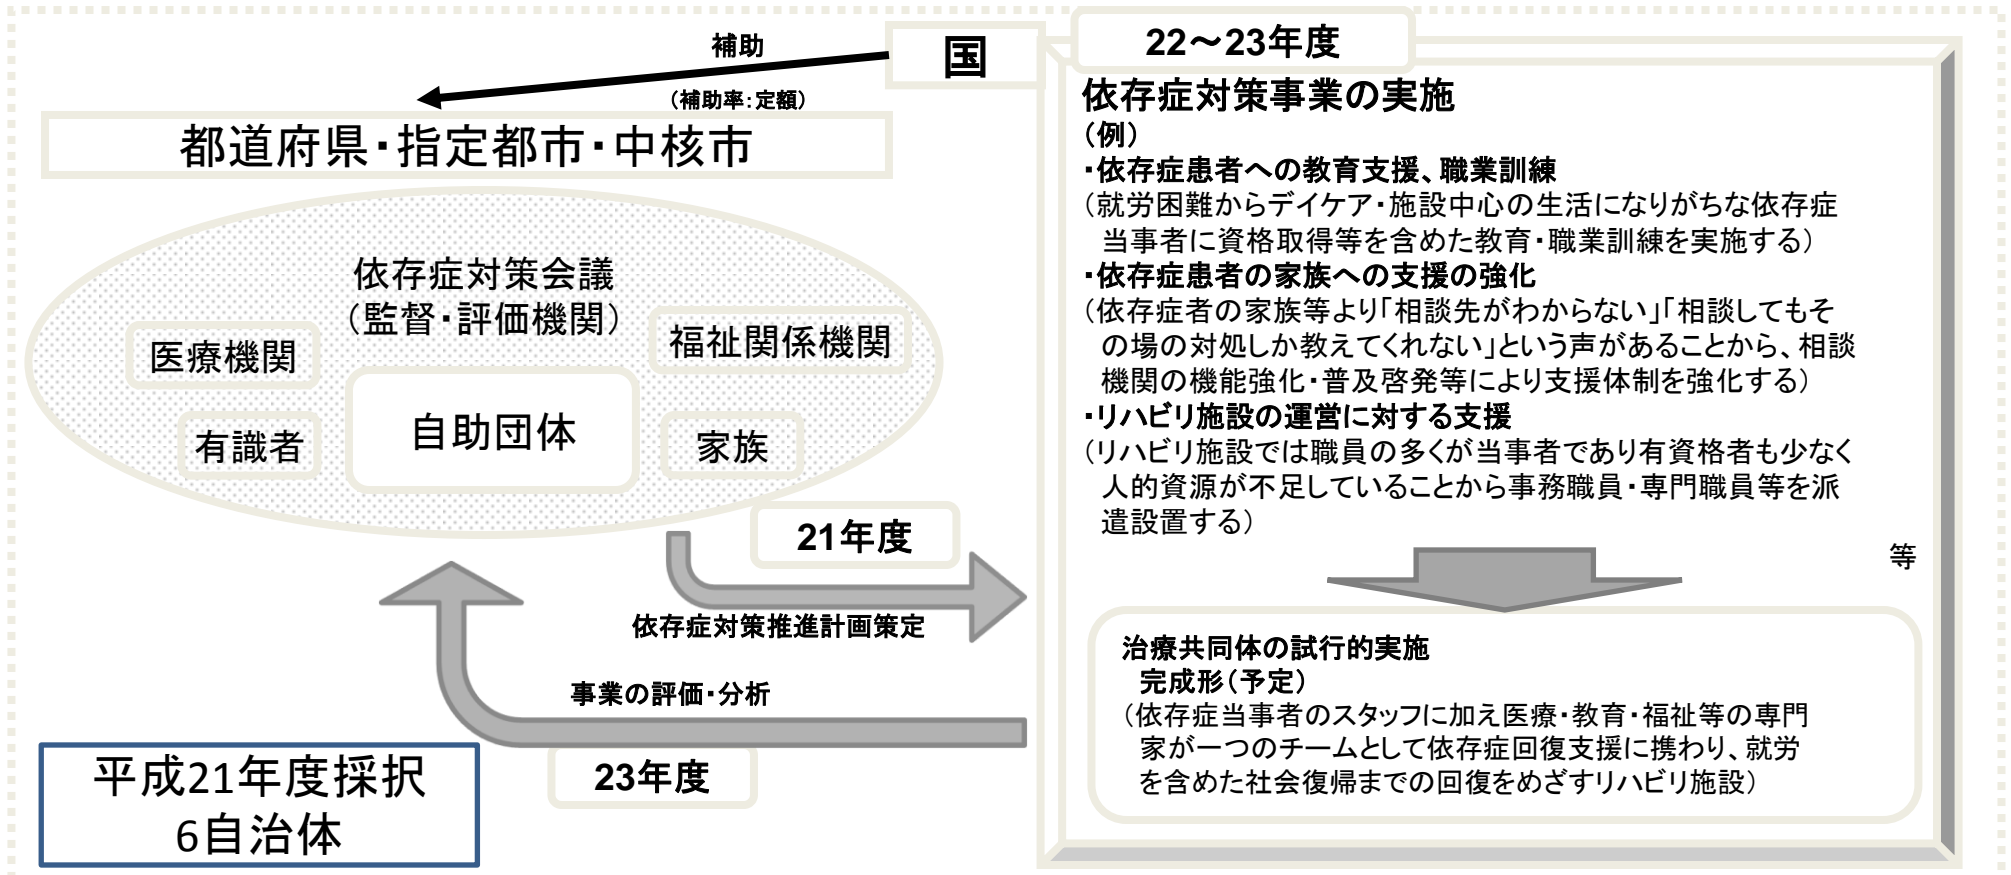 補助
国
(補助率:定額)
都道府県・指定都市・中核市
依存症対策会議
(監督・評価機関)
医療機関
福祉関係機関
有識者
自助団体
家族
21年度
依存症対策推進計画策定
事業の評価・分析
23年度
平成21年度採択
6自治体
22～23年度
依存症対策事業の実施
(例)
・依存症患者への教育支援、職業訓練
(就労困難からデイケア・施設中心の生活になりがちな依存症
当事者に資格取得等を含めた教育・職業訓練を実施する)
・依存症患者の家族への支援の強化
(依存症者の家族等より「相談先がわからない」「相談してもそ
の場の対処しか教えてくれない」という声があることから、相談
機関の機能強化・普及啓発等により支援体制を強化する)
・リハビリ施設の運営に対する支援
(リハビリ施設では職員の多くが当事者であり有資格者も少なく
人的資源が不足していることから事務職員・専門職員等を派
遣設置する)
等
治療共同体の試行的実施
完成形(予定)
(依存症当事者のスタッフに加え医療・教育・福祉等の専門
家が一つのチームとして依存症回復支援に携わり、就労
を含めた社会復帰までの回復をめざすリハビリ施設)